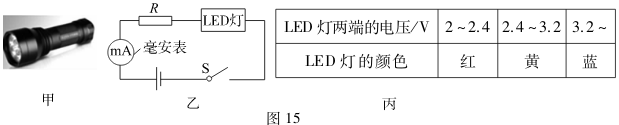 R
LED灯
mA
毫安表
S
甲
乙
LED 灯两端的电压/V 2~2.4 2.4~3.2 3.2~
LED 灯的颜色 红 黄 蓝
丙
图 15